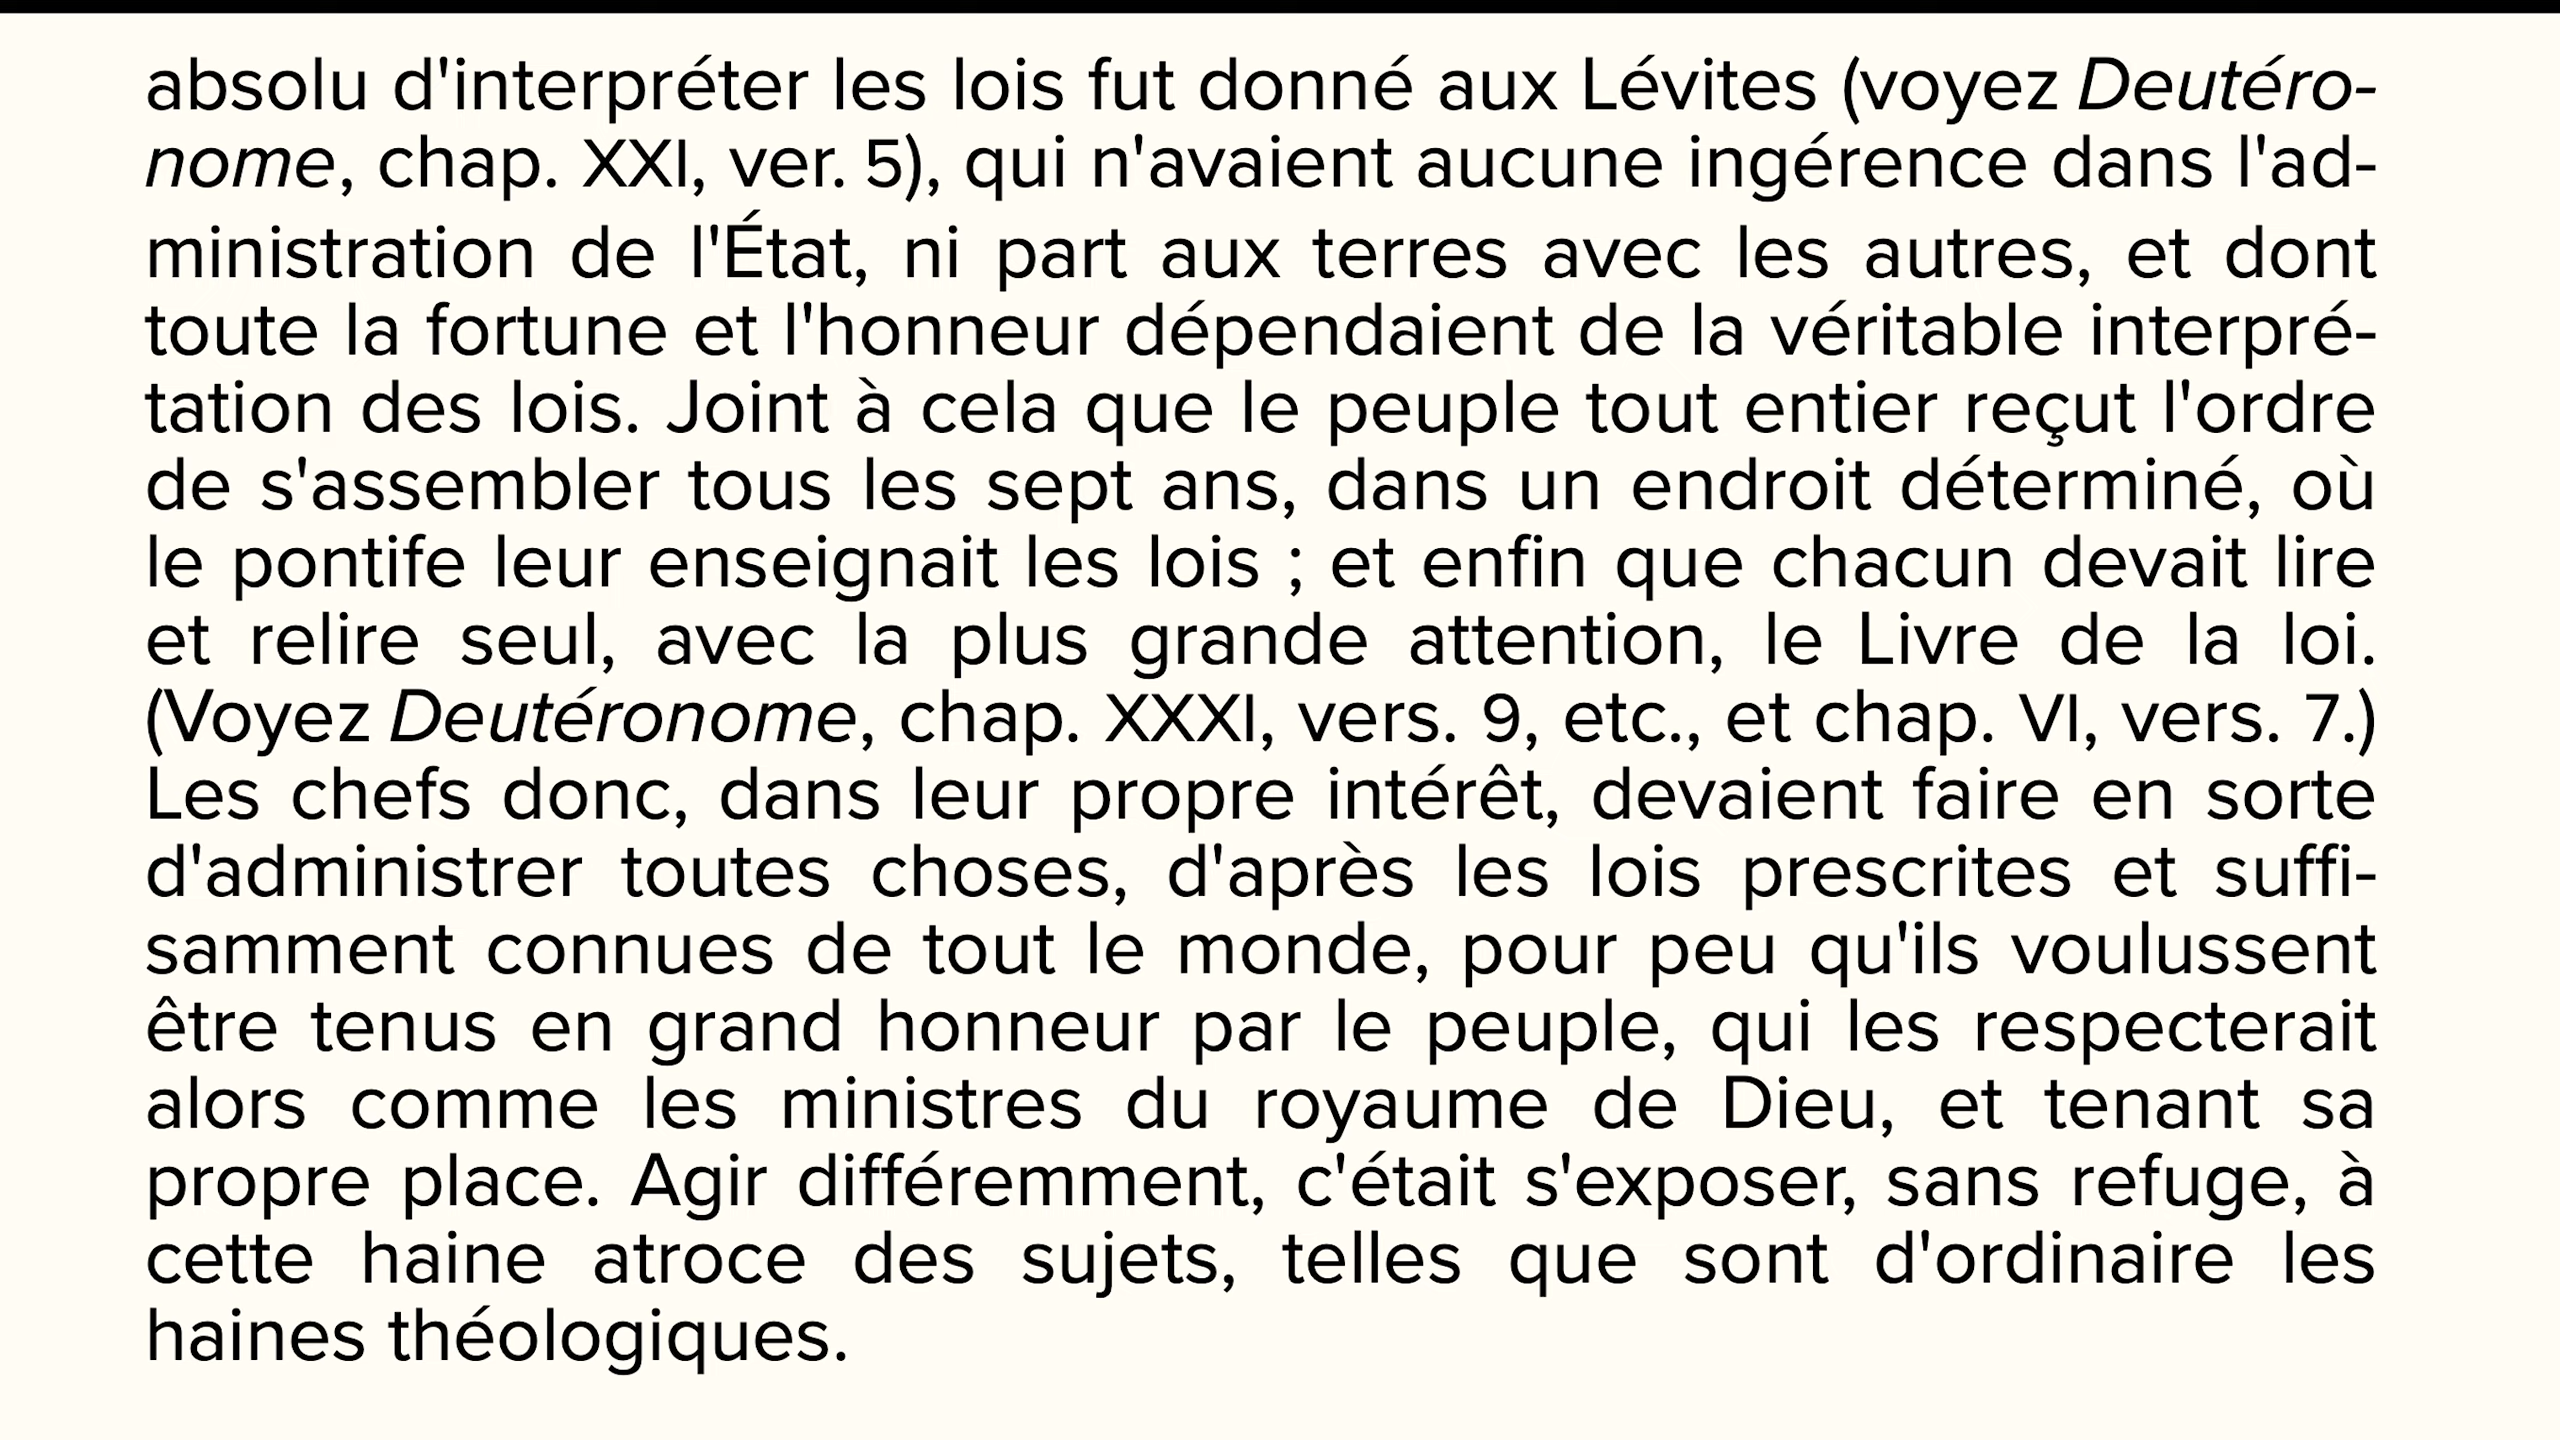 absolu d'interpréter les lois fut donné aux Lévites (voyez Deutéro-
nome, chap. XXI, ver. 5), qui n'avaient aucune ingérence dans l'ad-
ministration de l'État, ni part aux terres avec les autres, et dont
toute la fortune et l'honneur dépendaient de la véritable interpré-
tation des lois. Joint à cela que le peuple tout entier reçut l'ordre
de s'assembler tous les sept ans, dans un endroit déterminé, où
le pontife leur enseignait les lois ; et enfin que chacun devait lire
et relire seul, avec la plus grande attention, le Livre de la loi.
(Voyez Deutéronome, chap. XXXI, vers. 9, etc., et chap. VI, vers. 7.)
Les chefs donc, dans leur propre intérêt, devaient faire en sorte
d'administrer toutes choses, d'après les lois prescrites et suffi-
samment connues de tout le monde, pour peu qu'ils voulussent
être tenus en grand honneur par le peuple, qui les respecterait
alors comme les ministres du royaume de Dieu, et tenant sa
propre place. Agir différemment, c'était s'exposer, sans refuge, à
cette haine atroce des sujets, telles que sont d'ordinaire les
haines théologiques.